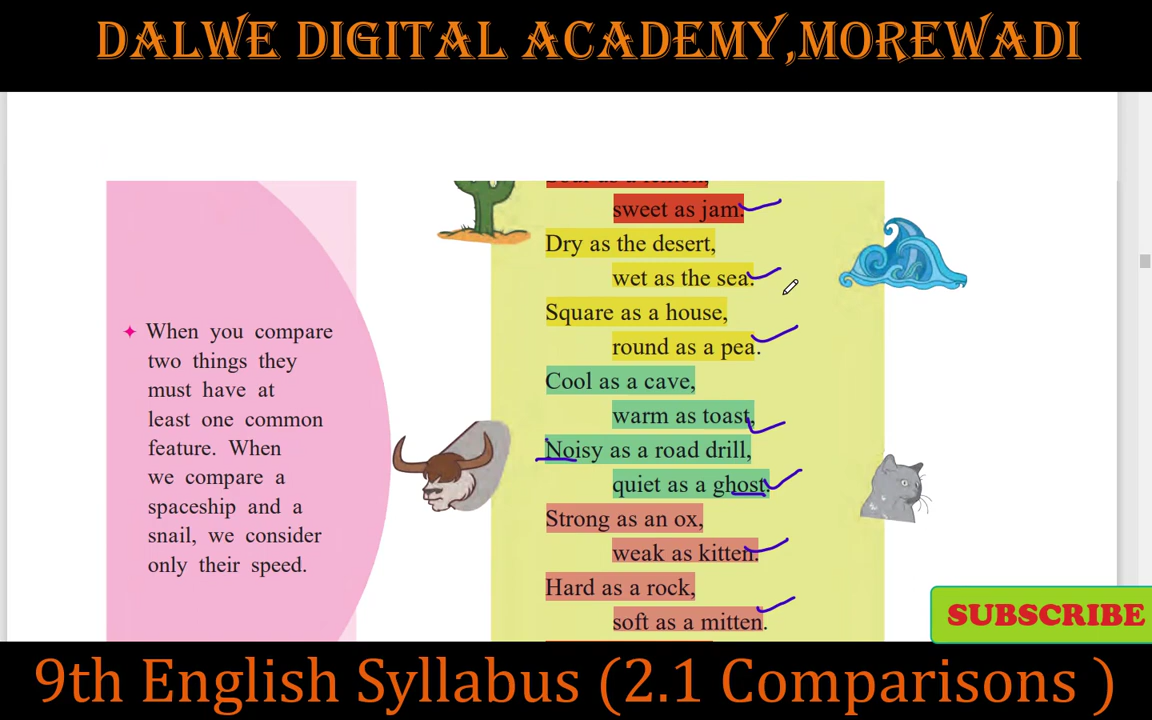 DALWE DIGITAL ACADEMY,MOREWADI
Sour as a lemon,
sweet as jam.
Dry as the desert,
wet as the sea.
Square as a house,
round as a pea.
Cool as a cave,
warm as toast,
Noisy as a road drill,
quiet as a ghost.
Strong as an ox,
weak as kitten.
Hard as a rock,
soft as a mitten.
✦ When you compare
two things they
must have at
least one common
feature. When
we compare a
spaceship and a
snail, we consider
only their speed.
SUBSCRIBE
9th English Syllabus (2.1 Comparisons )